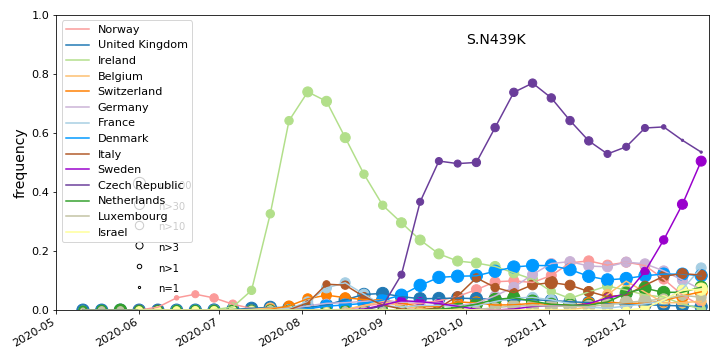 S.N439K
frequency
1.0
0.8
0.6
0.4
0.2
0.0
Norway
United Kingdom
Ireland
Belgium
Switzerland
Germany
France
Denmark
Italy
Sweden
Czech Republic
Netherlands
Luxembourg
Israel
n>30
n>10
n>3
n>1
n=1
2020-05
2020-06
2020-07
2020-08
2020-09
2020-10
2020-11
2020-12